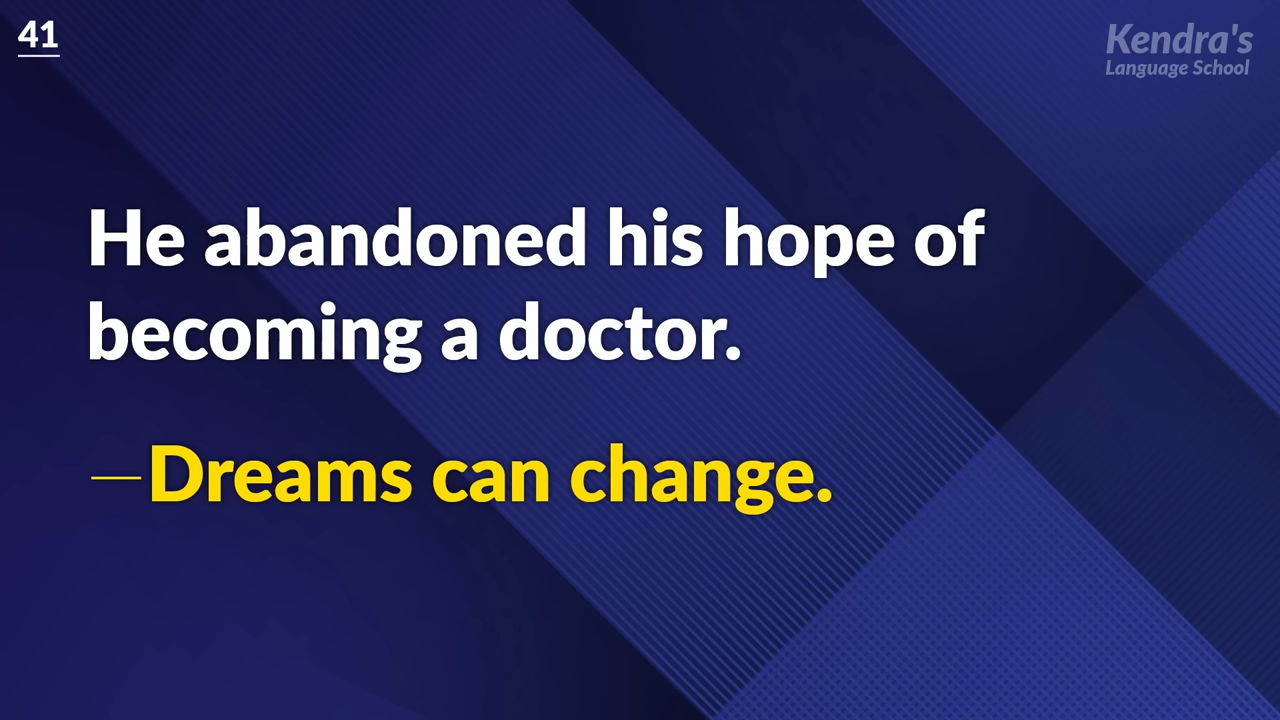 41
Kendra's
Language School
He abandoned his hope of
becoming a doctor.
—Dreams can change.